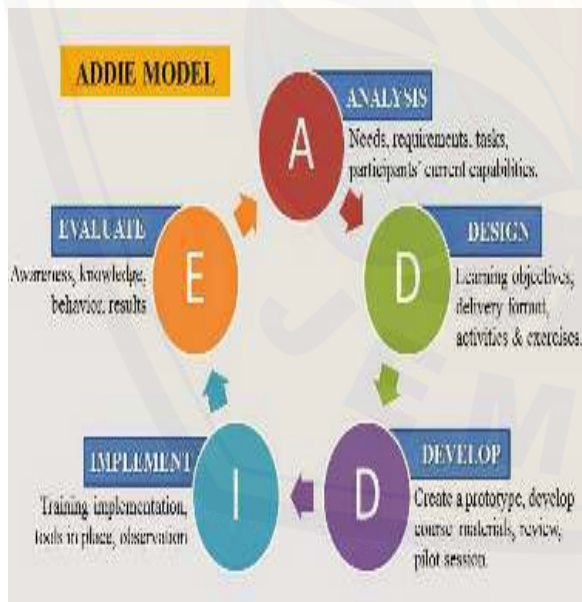 ADDIE MODEL
A
ANALYSIS
Needs, requirements, tasks,
participants' current capabilities.
D
DESIGN
Learning objectives,
delivery format,
activities & exercises.
D
DEVELOP
Create a prototype, develop
course materials, review,
pilot session.
I
IMPLEMENT
Training implementation,
tools in place, observation
E
EVALUATE
Awareness, knowledge,
behavior, results
JEM